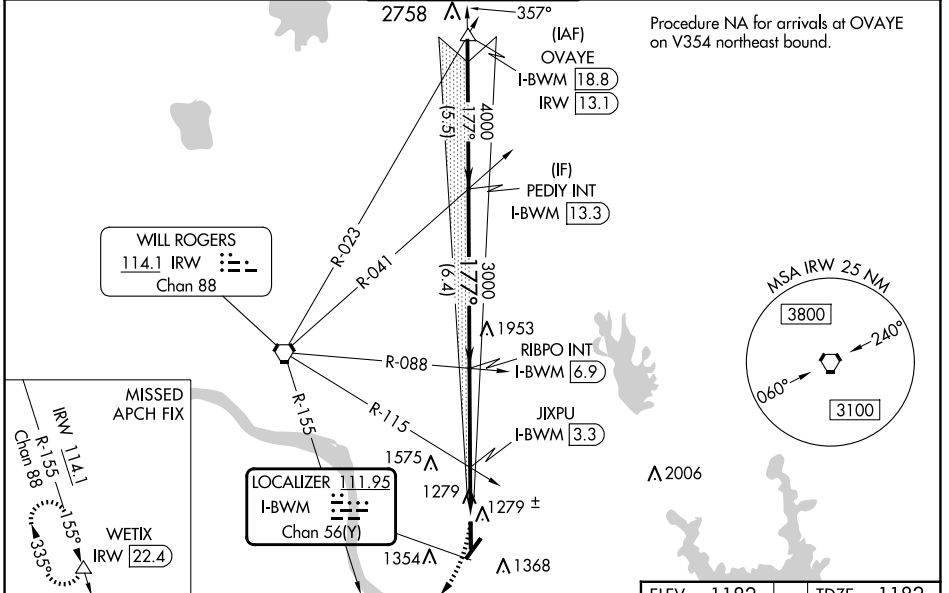 2758
357°
Procedure NA for arrivals at OVAYE
on V354 northeast bound.
(IAF)
OVAYE
I-BWM 18.8
IRW 13.1
4000
177°
(5.5)
(IF)
PEDIY INT
I-BWM 13.3
WILL ROGERS
114.1 IRW
Chan 88
R-023
R-041
3000
177°
(6.4)
1953
RIBPO INT
I-BWM 6.9
R-088
MSA IRW 25 NM
3800
240°
060°
3100
MISSED
APCH FIX
IRW 114.1
R-155
Chan 88
155°
335°
WETIX
IRW 22.4
R-155
R-115
JIXPU
I-BWM 3.3
1575
LOCALIZER 111.95
I-BWM
Chan 56(Y)
1279
1279 ±
2006
1354
1368
ELEV 1182
TDZE 1182